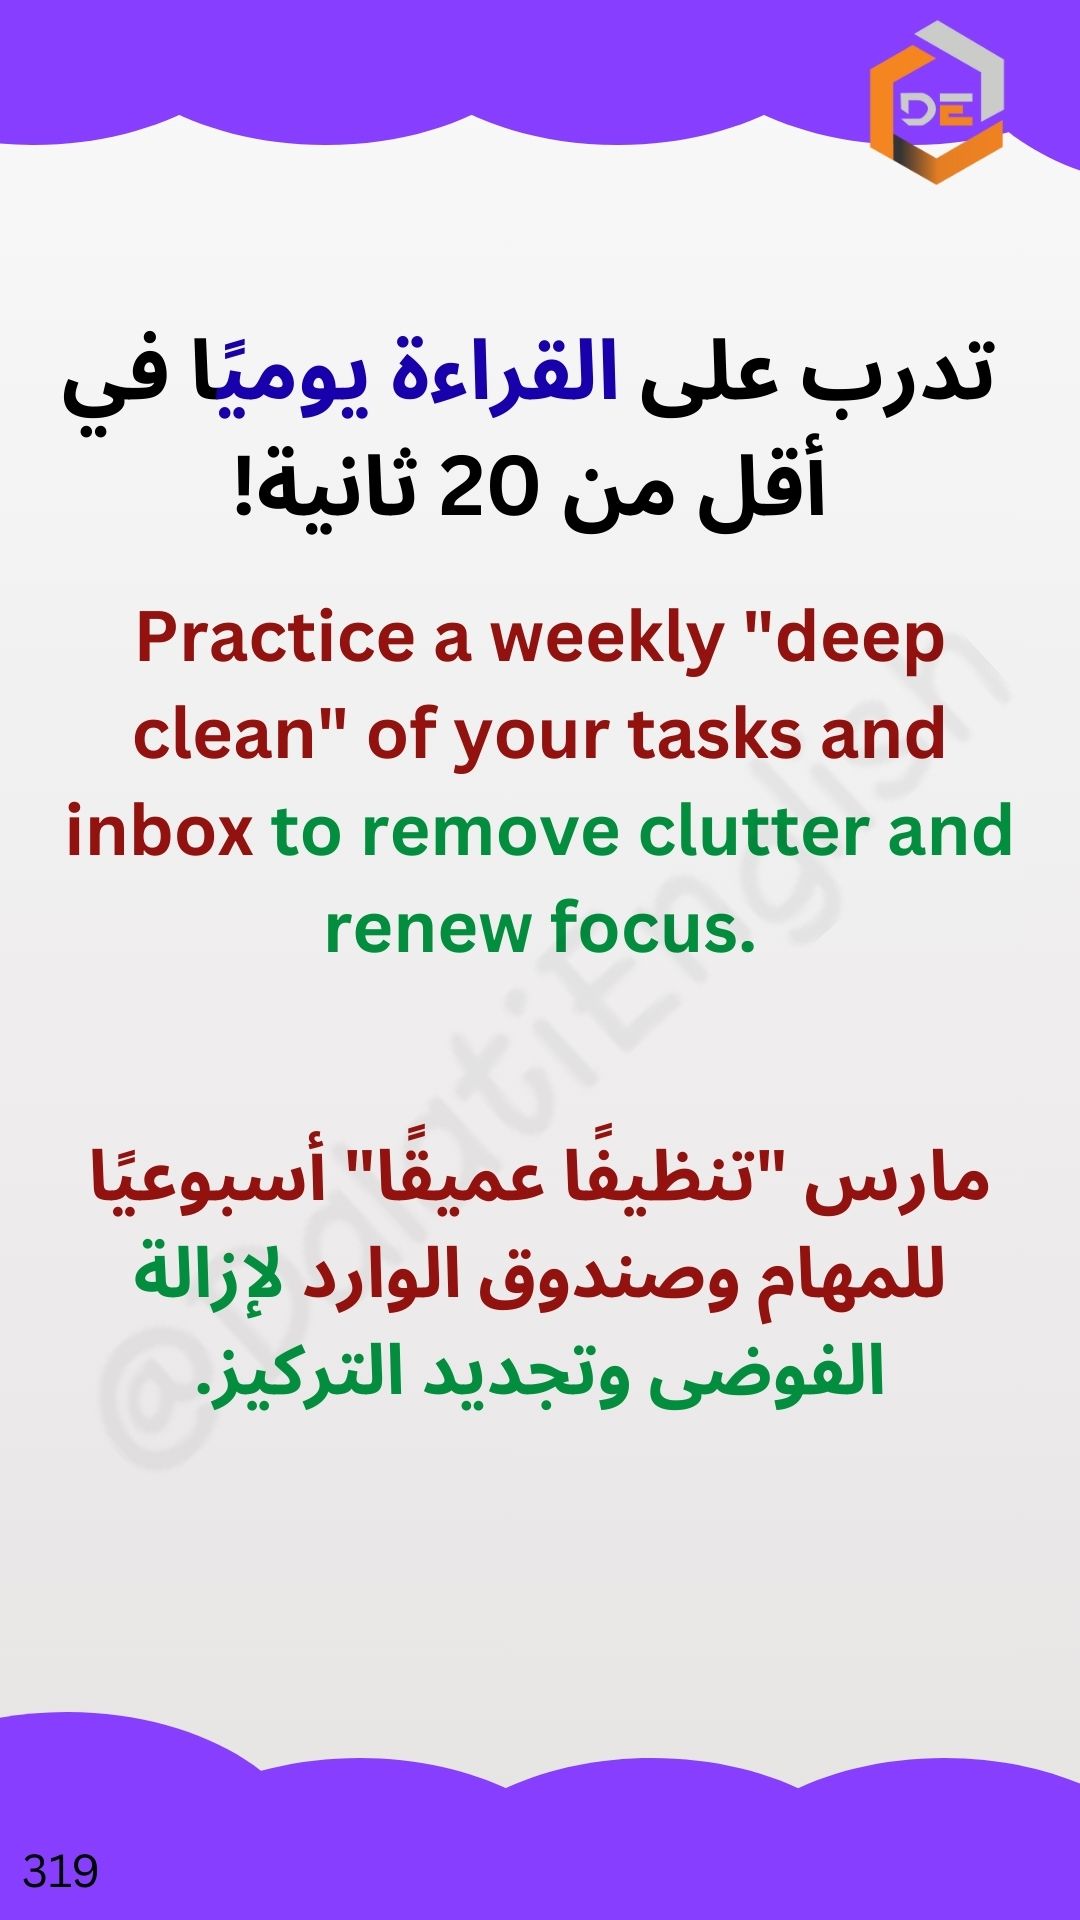 DE
تدرب على القراءة يوميًا في
أقل من 20 ثانية!
Practice a weekly "deep
clean" of your tasks and
inbox to remove clutter and
renew focus.
مارس "تنظيفًا عميقًا" أسبوعيًا
للمهام وصندوق الوارد لإزالة
الفوضى وتجديد التركيز.
@DalatiEnglish
319